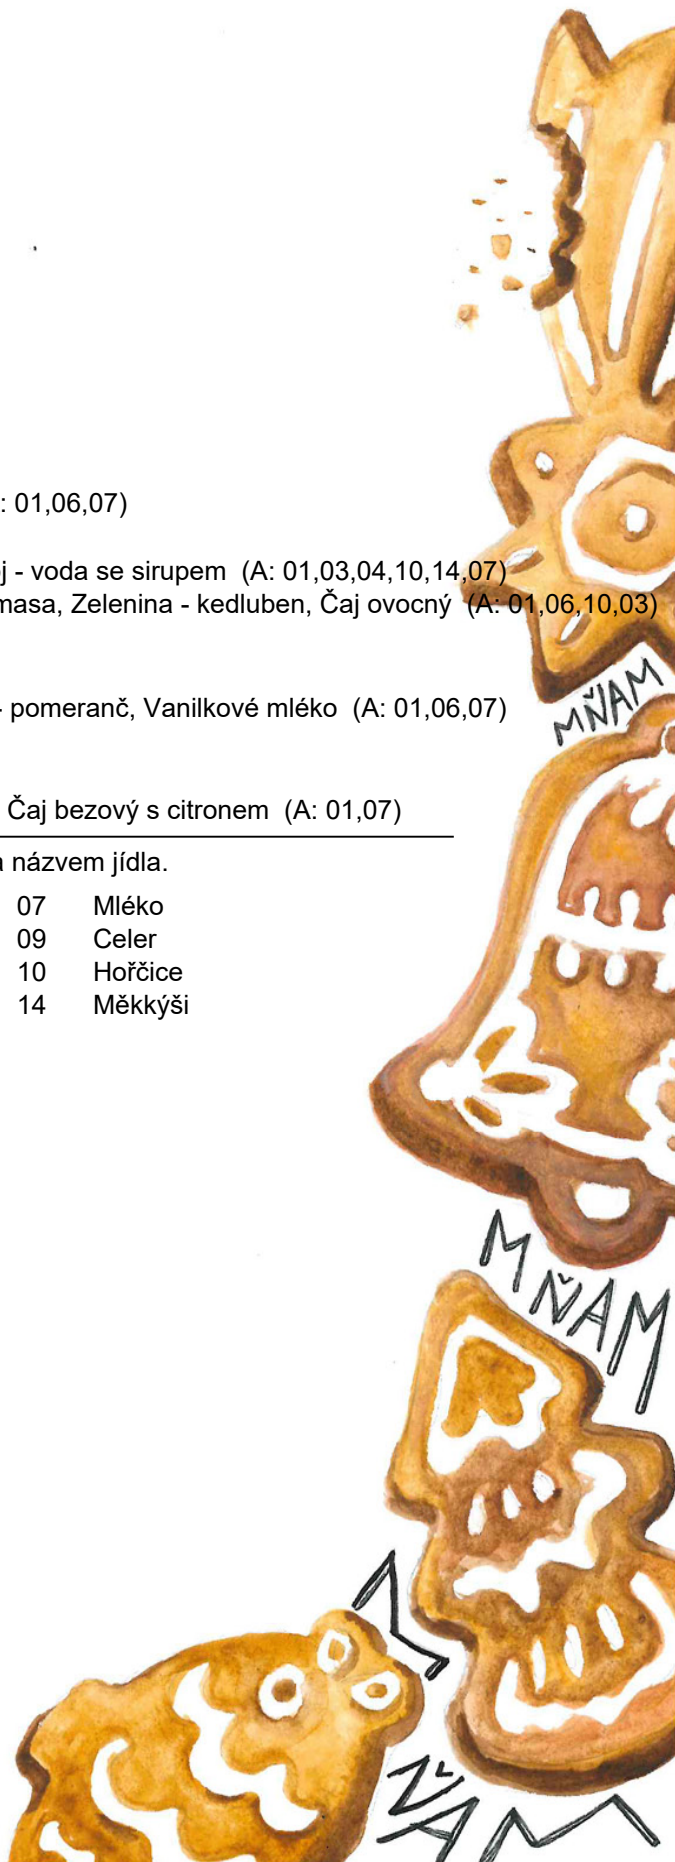 : 01,06,07)
j - voda se sirupem (A: 01,03,04,10,14,07)
masa, Zelenina - kedluben, Čaj ovocný (A: 01,06,10,03)
- pomeranč, Vanilkové mléko (A: 01,06,07)
Čaj bezový s citronem (A: 01,07)
a názvem jídla.
07 Mléko
09 Celer
10 Hořčice
14 Měkkýši
MŇAM
MŇAM
MŇAM